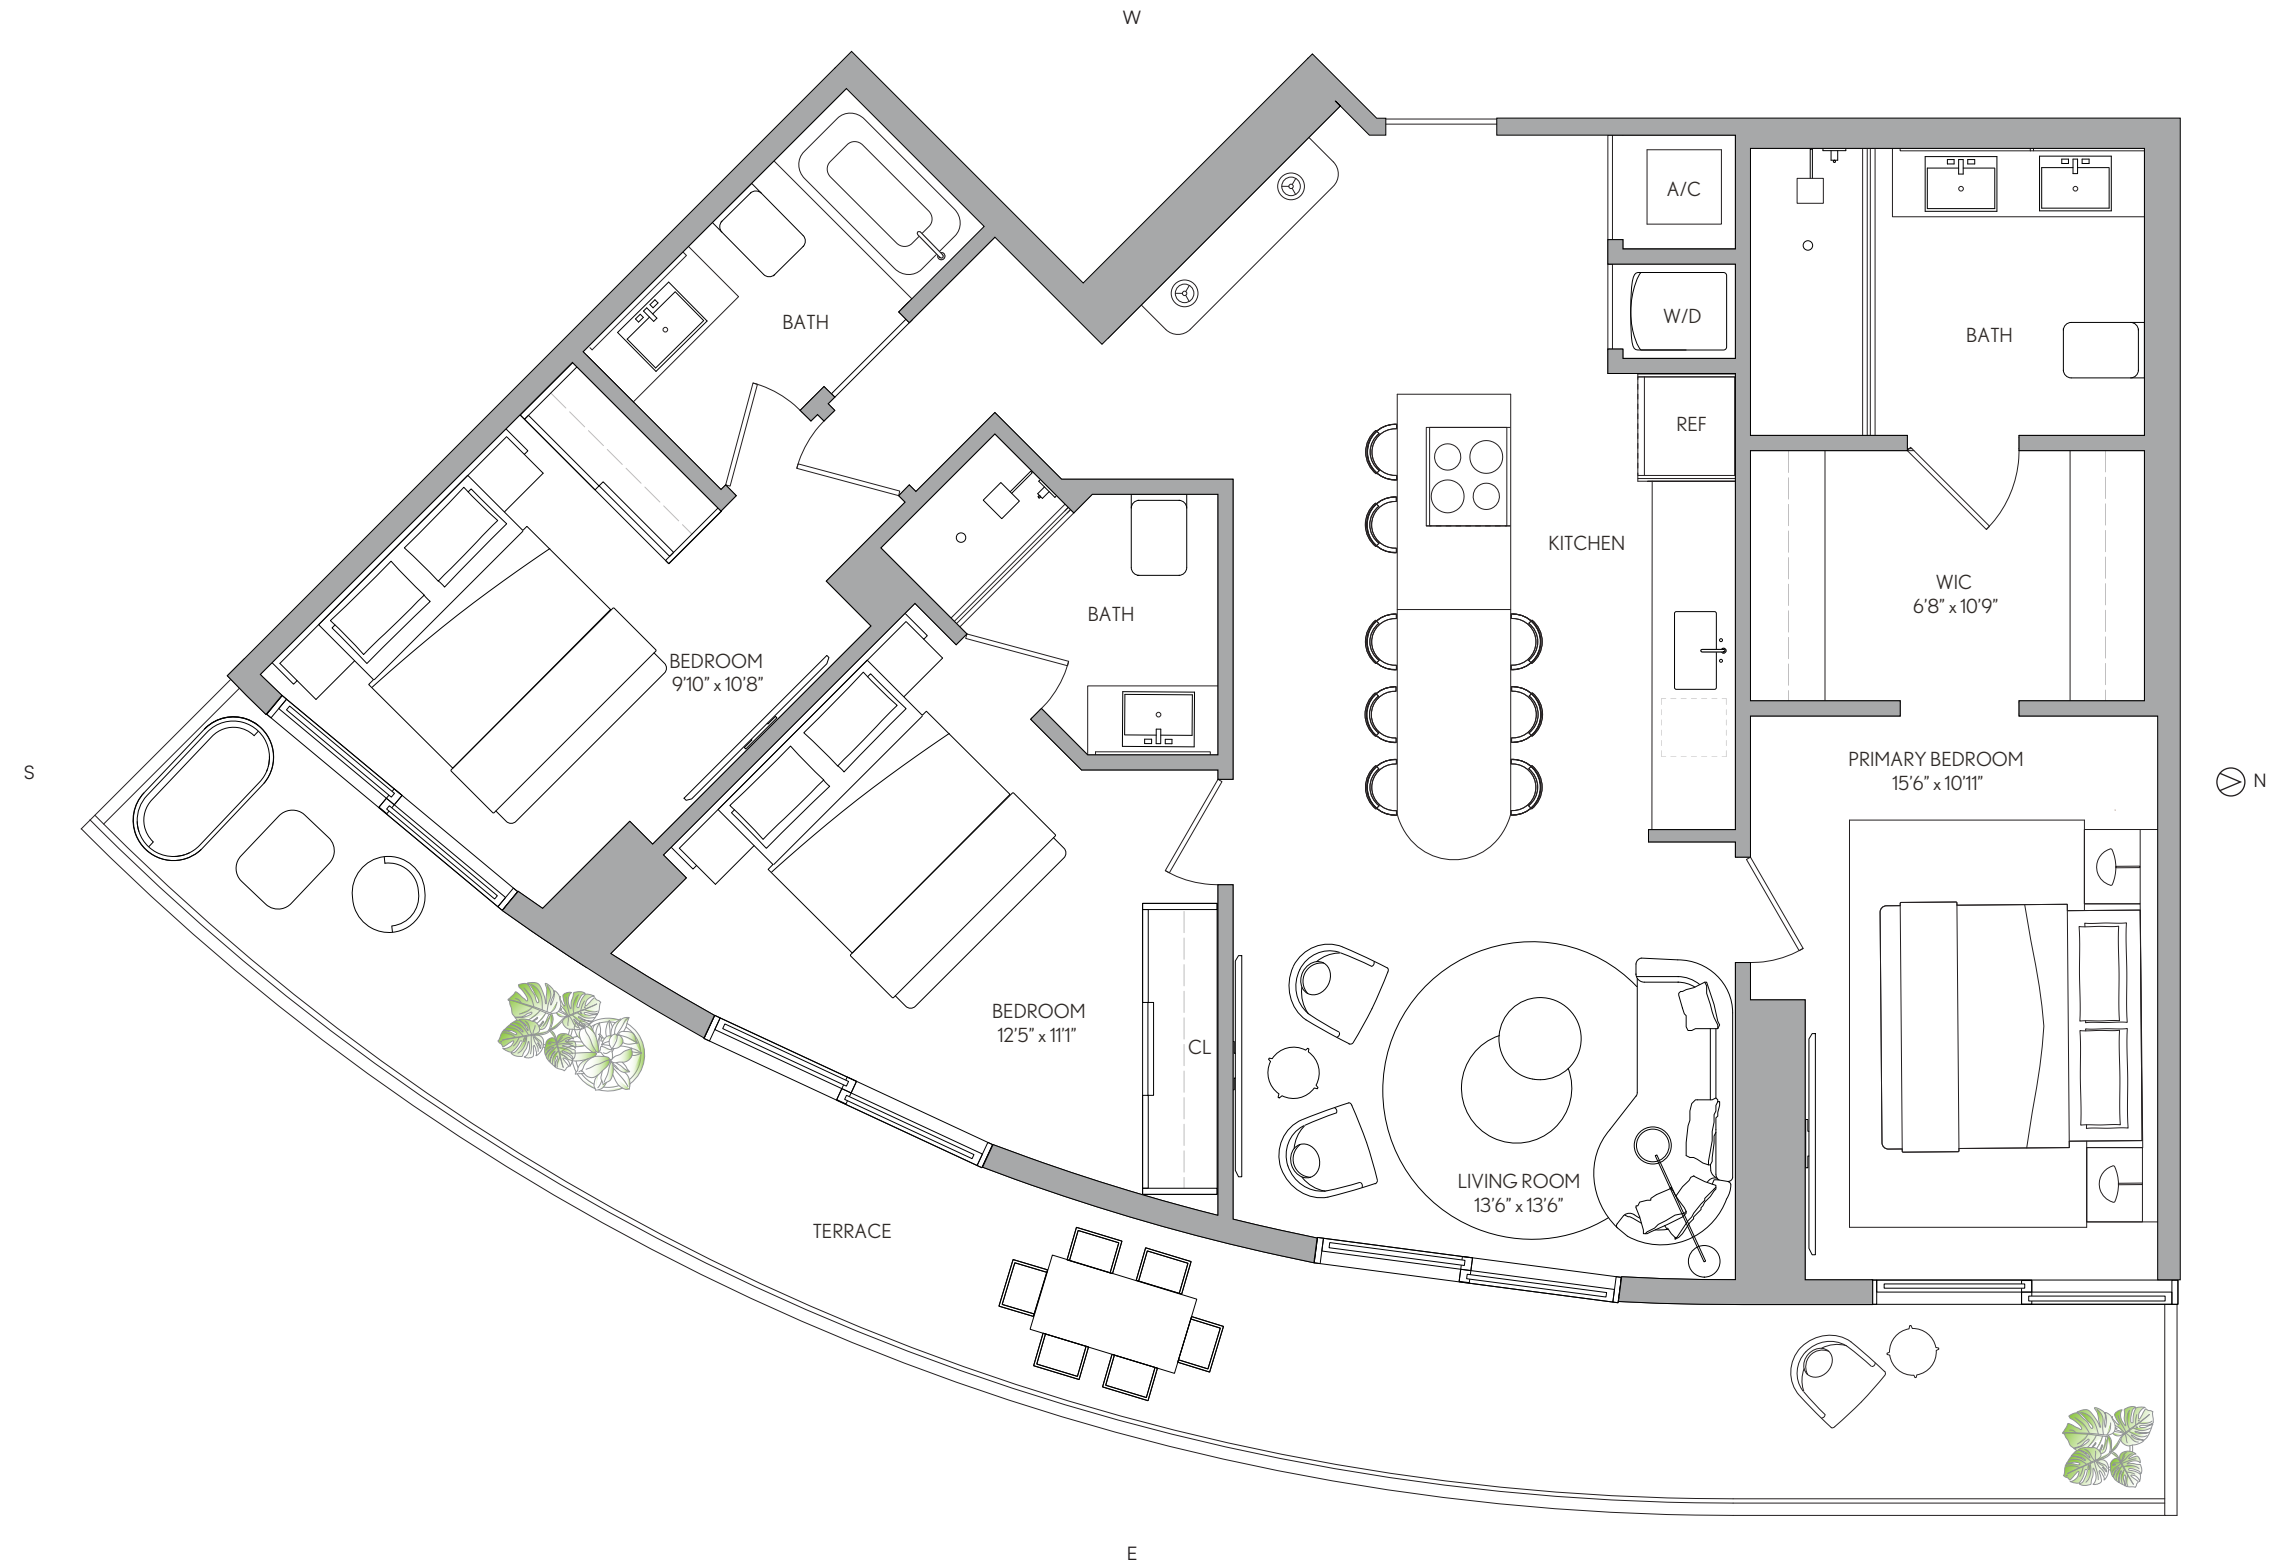 W
A/C
W/D
BATH
BATH
REF
KITCHEN
WIC
6'8" x 10'9"
BATH
BEDROOM
9'10" x 10'8"
PRIMARY BEDROOM
15'6" x 10'11"
S
N
BEDROOM
12'5" x 11'1"
CL
LIVING ROOM
13'6" x 13'6"
TERRACE
E